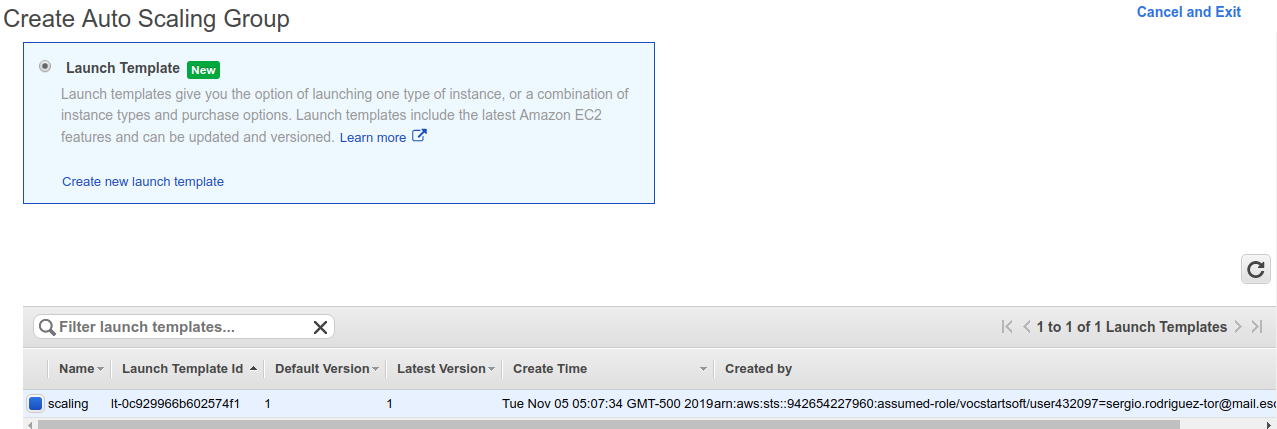 Create Auto Scaling Group
Cancel and Exit
Launch Template New
Launch templates give you the option of launching one type of instance, or a combination of
instance types and purchase options. Launch templates include the latest Amazon EC2
features and can be updated and versioned. Learn more
Create new launch template
Filter launch templates...
1 to 1 of 1 Launch Templates
Name Launch Template Id Default Version Latest Version Create Time Created by
scaling lt-0c929966b602574f1 1 1 Tue Nov 05 05:07:34 GMT-500 2019 arn:aws:sts::942654227960:assumed-role/vocstartsoft/user432097=sergio.rodriguez-tor@mail.esc